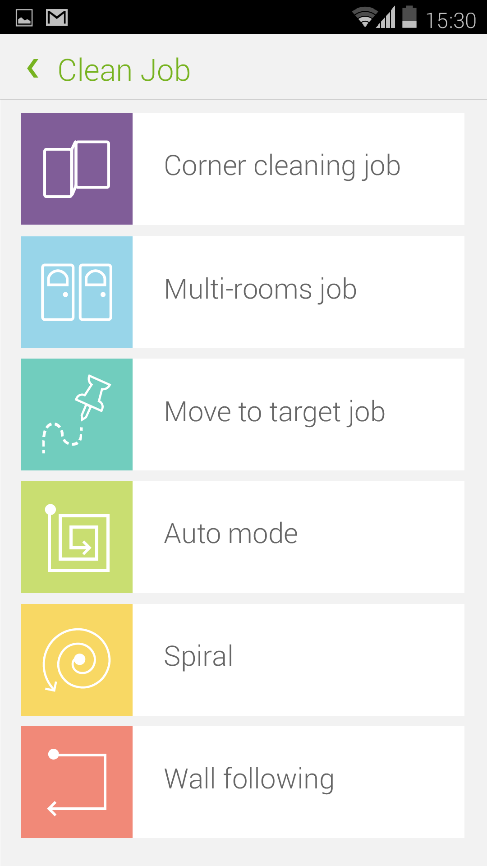 15:30
Clean Job
Corner cleaning job
Multi-rooms job
Move to target job
Auto mode
Spiral
Wall following